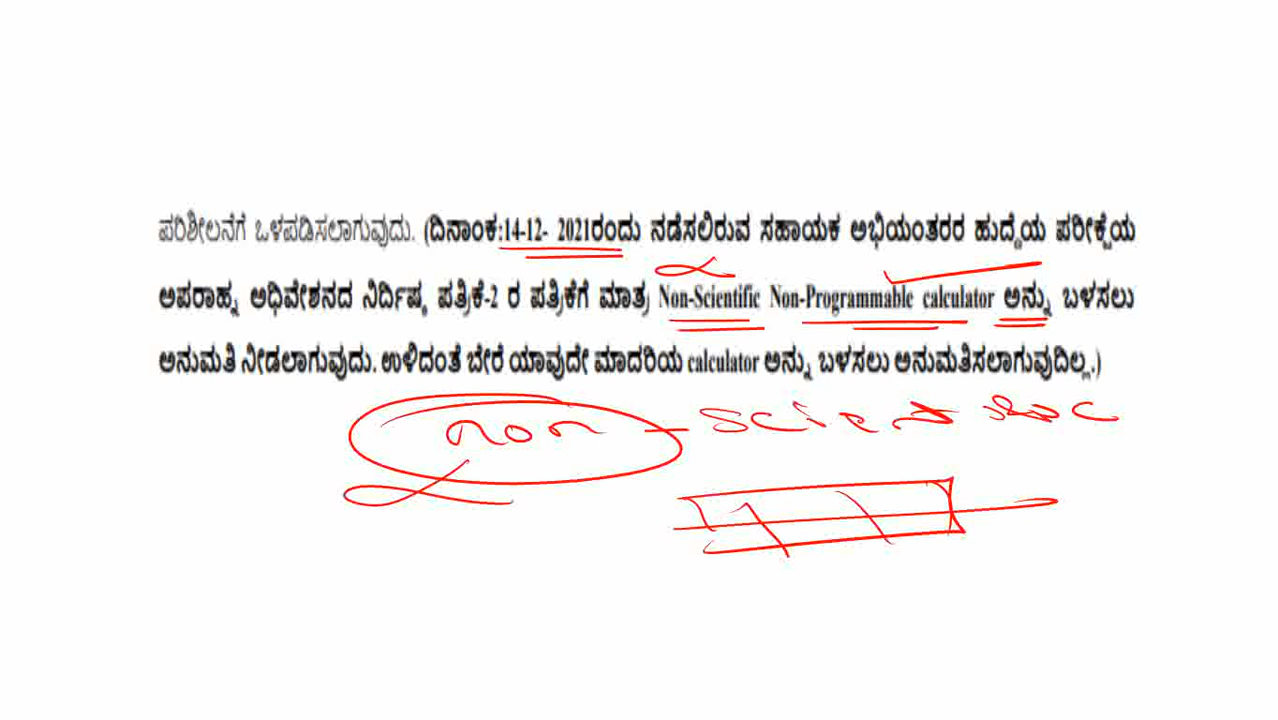 ಪರಿಶೀಲನೆಗೆ ಒಳಪಡಿಸಲಾಗುವುದು. (ದಿನಾಂಕ:14-12- 2021ರಂದು ನಡೆಸಲಿರುವ ಸಹಾಯಕ ಅಭಿಯಂತರರ ಹುದ್ದೆಯ ಪರೀಕ್ಷೆಯ
ಅಪರಾಹ್ನ ಅಧಿವೇಶನದ ನಿರ್ದಿಷ್ಟ ಪತ್ರಿಕೆ-2 ರ ಪತ್ರಿಕೆಗೆ ಮಾತ್ರ Non-Scientific Non-Programmable calculator ಅನ್ನು ಬಳಸಲು
ಅನುಮತಿ ನೀಡಲಾಗುವುದು. ಉಳಿದಂತೆ ಬೇರೆ ಯಾವುದೇ ಮಾದರಿಯ calculator ಅನ್ನು ಬಳಸಲು ಅನುಮತಿಸಲಾಗುವುದಿಲ್ಲ.)
non -